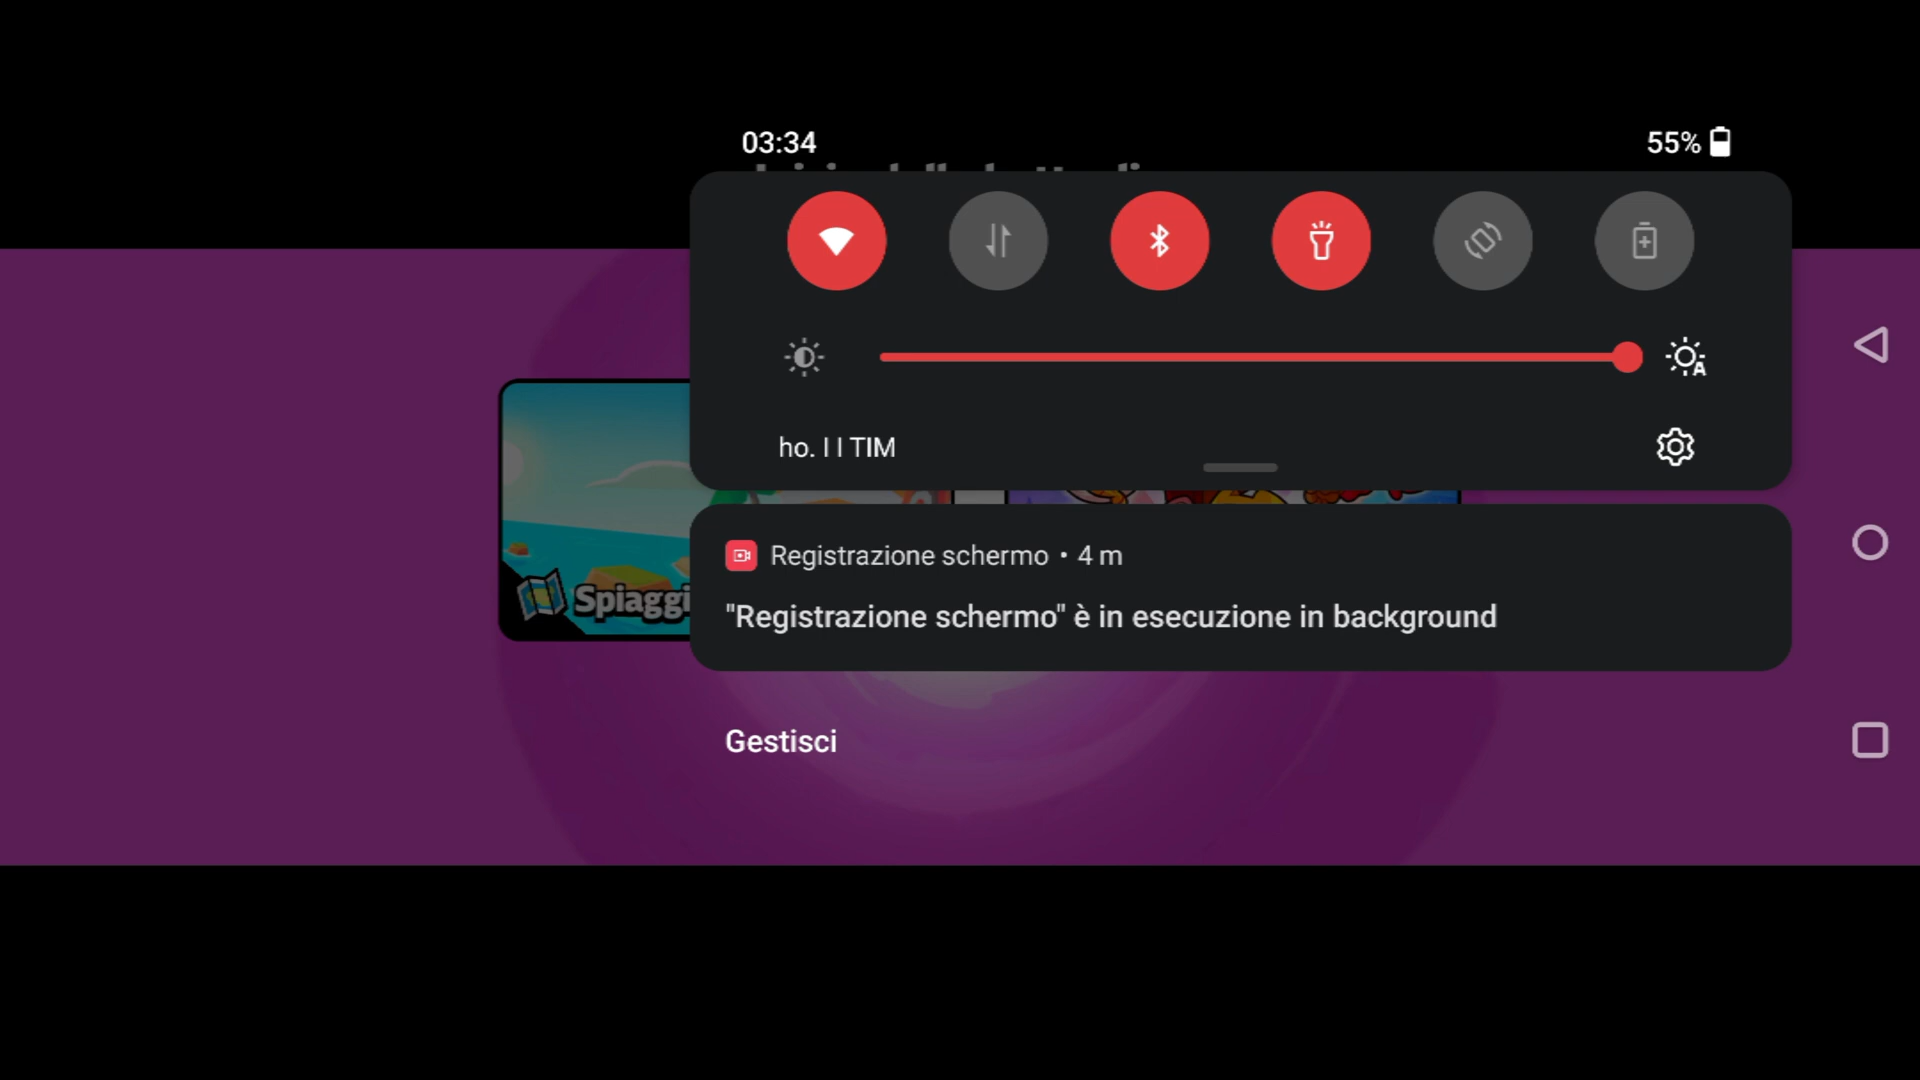 03:34
55%
A
ho. I I TIM
Registrazione schermo • 4 m
"Registrazione schermo" è in esecuzione in background
Spiaggi
Gestisci